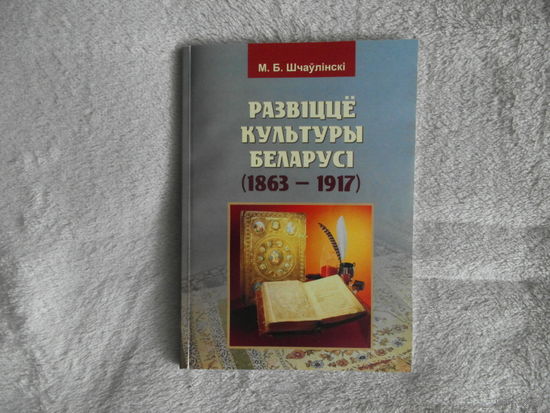 М. Б. Шчаўлінскі
РАЗВІЦЦЁ
КУЛЬТУРЫ
БЕЛАРУСІ
(1863 – 1917)